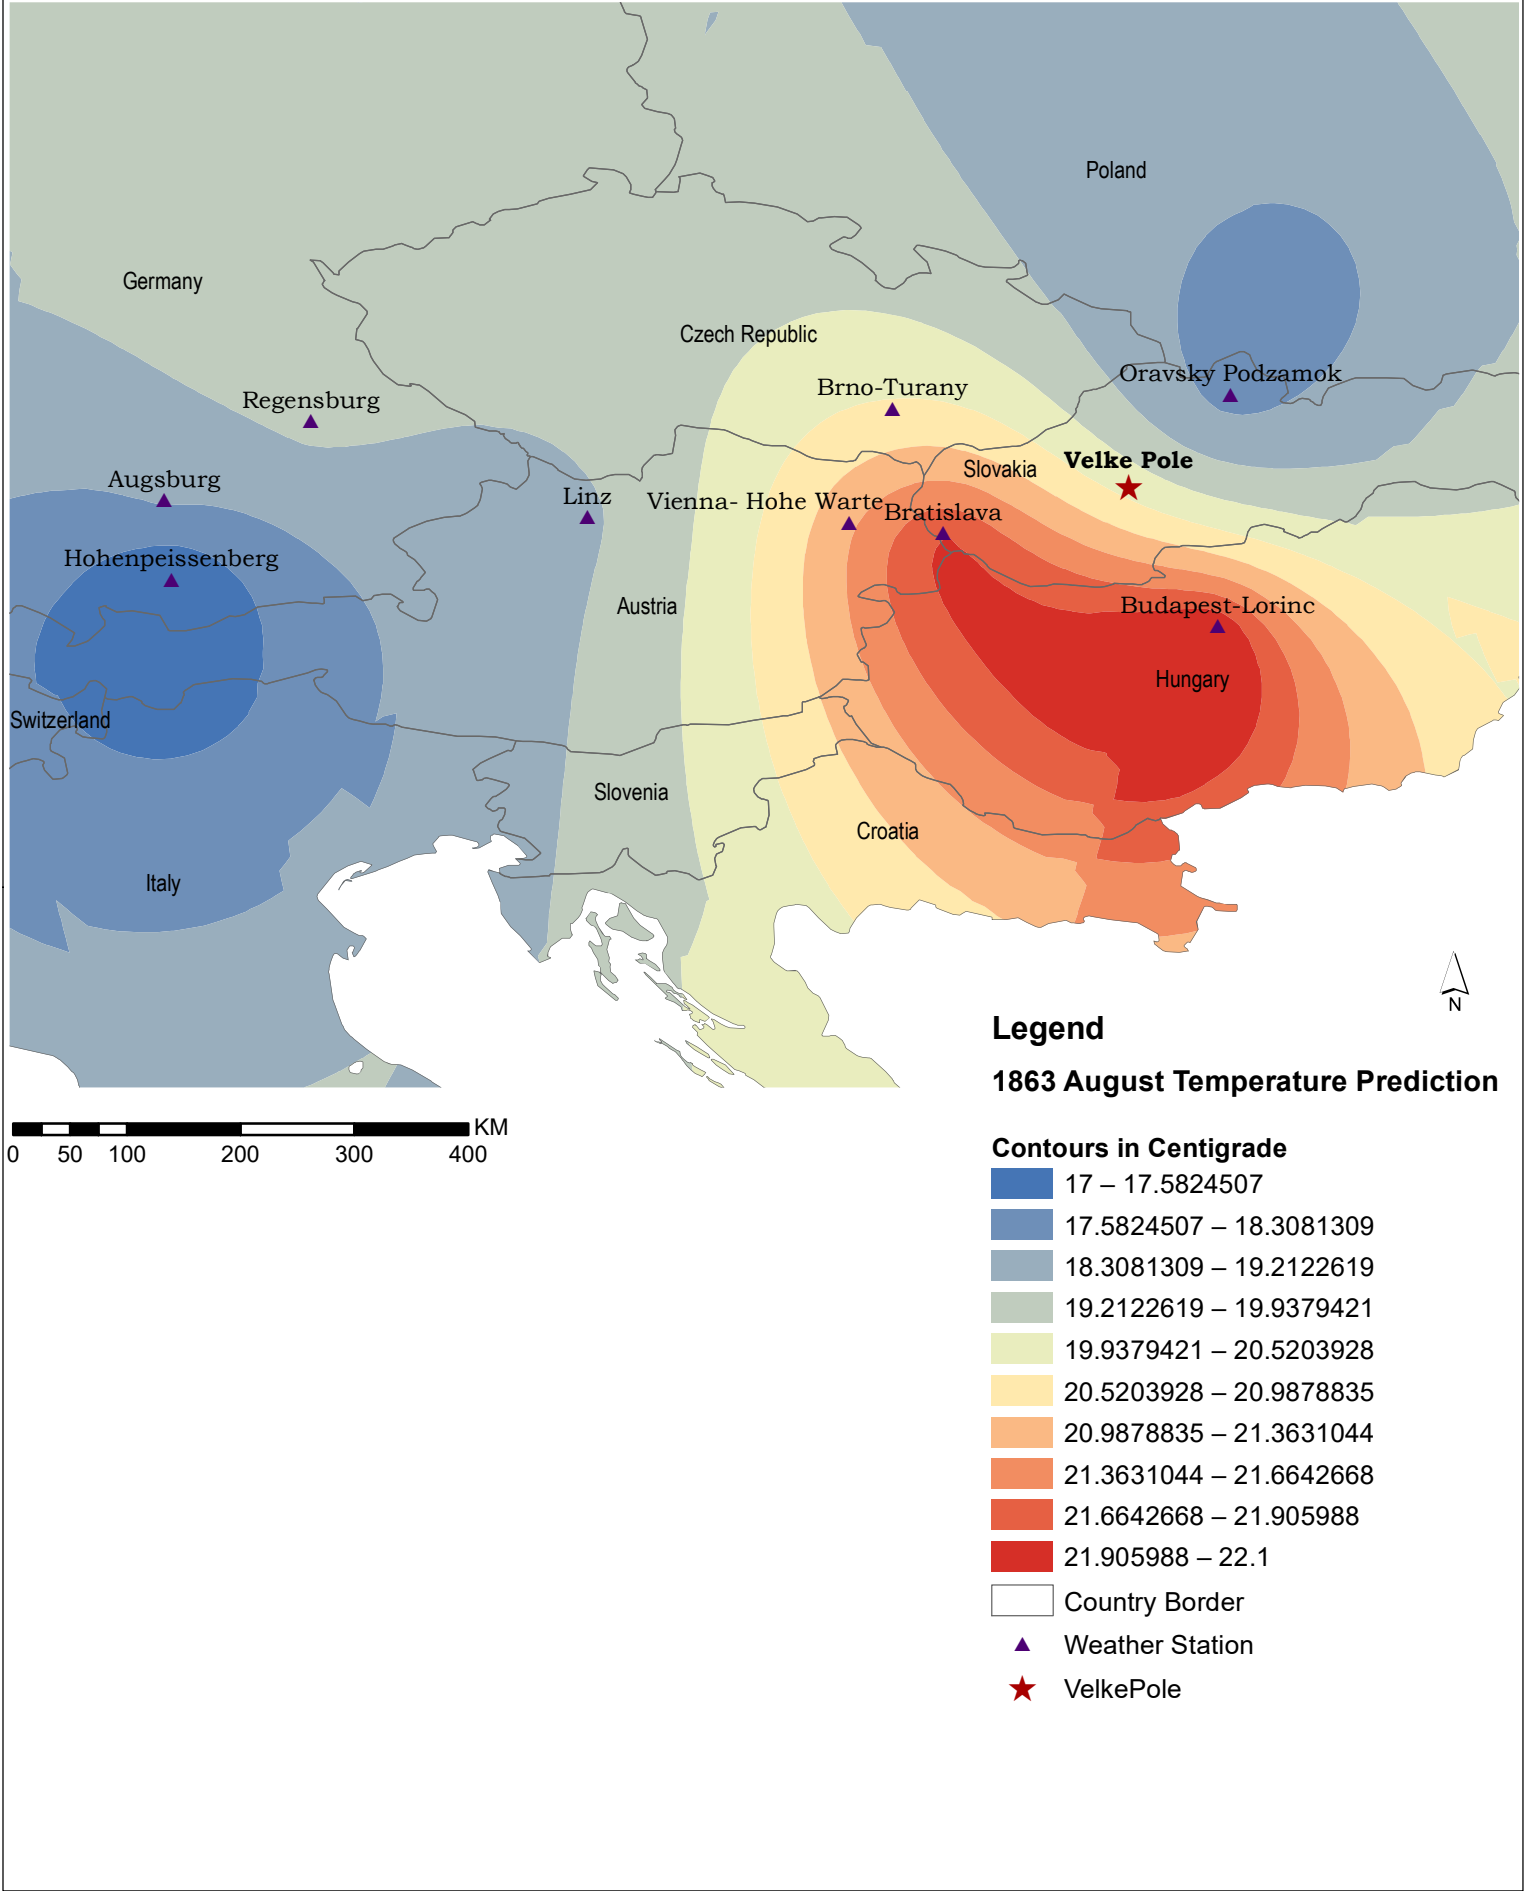 Poland
Germany
Czech Republic
Oravsky Podzamok
Brno-Turany
Regensburg
Velke Pole
Slovakia
Augsburg
Linz
Vienna- Hohe Warte
Bratislava
Hohenpeissenberg
Austria
Budapest-Lorinc
Hungary
Switzerland
Slovenia
Croatia
Italy
N
Legend
1863 August Temperature Prediction
KM
0 50 100 200 300 400
Contours in Centigrade
17 – 17.5824507
17.5824507 – 18.3081309
18.3081309 – 19.2122619
19.2122619 – 19.9379421
19.9379421 – 20.5203928
20.5203928 – 20.9878835
20.9878835 – 21.3631044
21.3631044 – 21.6642668
21.6642668 – 21.905988
21.905988 – 22.1
Country Border
Weather Station
VelkePole